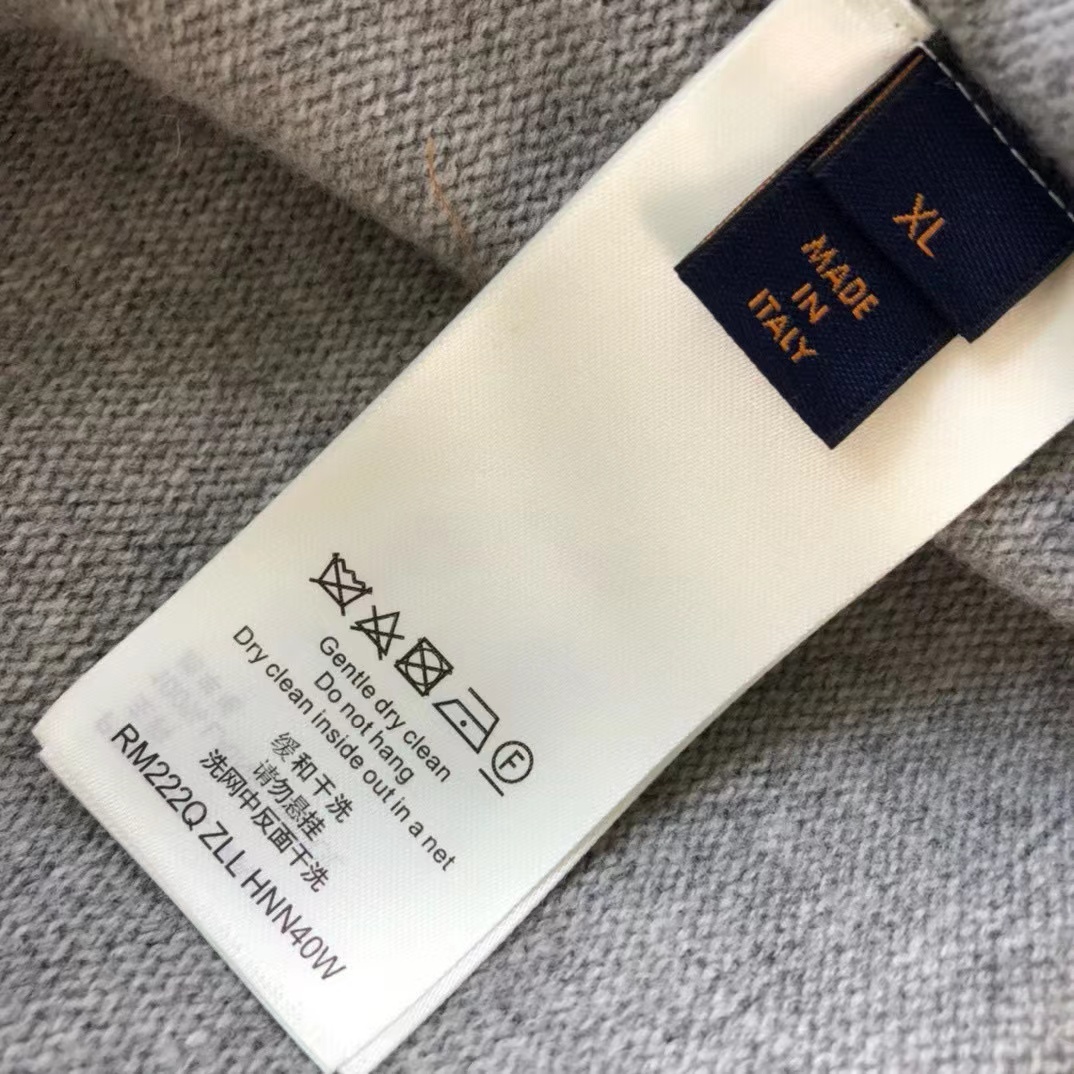 XL
MADE
IN
ITALY
F
Gentle dry clean
Do not hang
Dry clean inside out in a net
缓和干洗
请勿悬挂
洗网中反面干洗
RM222Q ZLL HNN40W